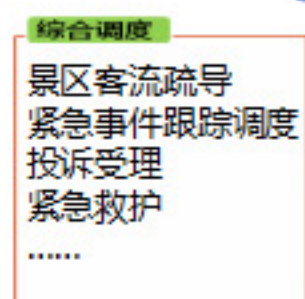 综合调度
景区客流疏导
紧急事件跟踪调度
投诉受理
紧急救护
……